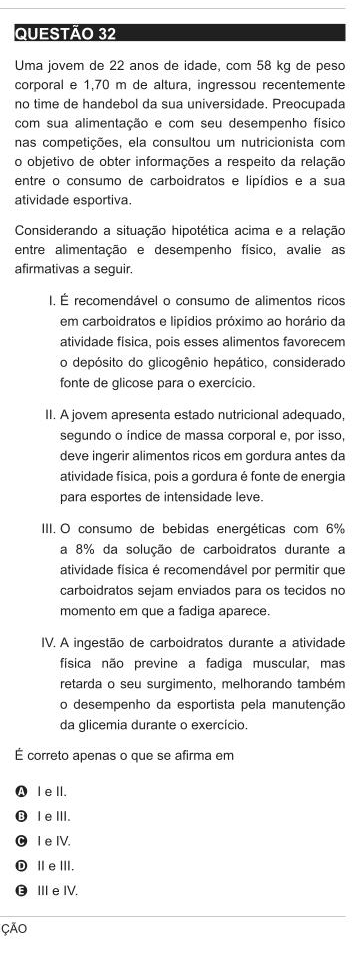 QUESTÃO 32
Uma jovem de 22 anos de idade, com 58 kg de peso
corporal e 1,70 m de altura, ingressou recentemente
no time de handebol da sua universidade. Preocupada
com sua alimentação e com seu desempenho físico
nas competições, ela consultou um nutricionista com
o objetivo de obter informações a respeito da relação
entre o consumo de carboidratos e lipídios e a sua
atividade esportiva.
Considerando a situação hipotética acima e a relação
entre alimentação e desempenho físico, avalie as
afirmativas a seguir.
I. É recomendável o consumo de alimentos ricos
em carboidratos e lipídios próximo ao horário da
atividade física, pois esses alimentos favorecem
o depósito do glicogênio hepático, considerado
fonte de glicose para o exercício.
II. A jovem apresenta estado nutricional adequado,
segundo o índice de massa corporal e, por isso,
deve ingerir alimentos ricos em gordura antes da
atividade física, pois a gordura é fonte de energia
para esportes de intensidade leve.
III. O consumo de bebidas energéticas com 6%
a 8% da solução de carboidratos durante a
atividade física é recomendável por permitir que
carboidratos sejam enviados para os tecidos no
momento em que a fadiga aparece.
IV. A ingestão de carboidratos durante a atividade
física não previne a fadiga muscular, mas
retarda o seu surgimento, melhorando também
o desempenho da esportista pela manutenção
da glicemia durante o exercício.
É correto apenas o que se afirma em
A I e II.
B I e III.
C I e IV.
D II e III.
E III e IV.
ÇÃO